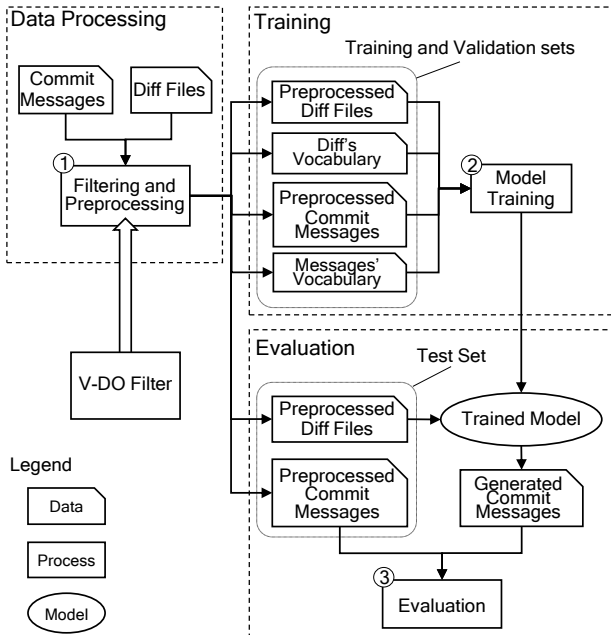 Data Processing
Commit
Messages
Diff Files
1
Filtering and
Preprocessing
V-DO Filter
Legend
Data
Process
Model
Training
Training and Validation sets
Preprocessed
Diff Files
Diff's
Vocabulary
Preprocessed
Commit
Messages
Messages'
Vocabulary
2
Model
Training
Evaluation
Test Set
Preprocessed
Diff Files
Trained Model
Preprocessed
Commit
Messages
Generated
Commit
Messages
3
Evaluation